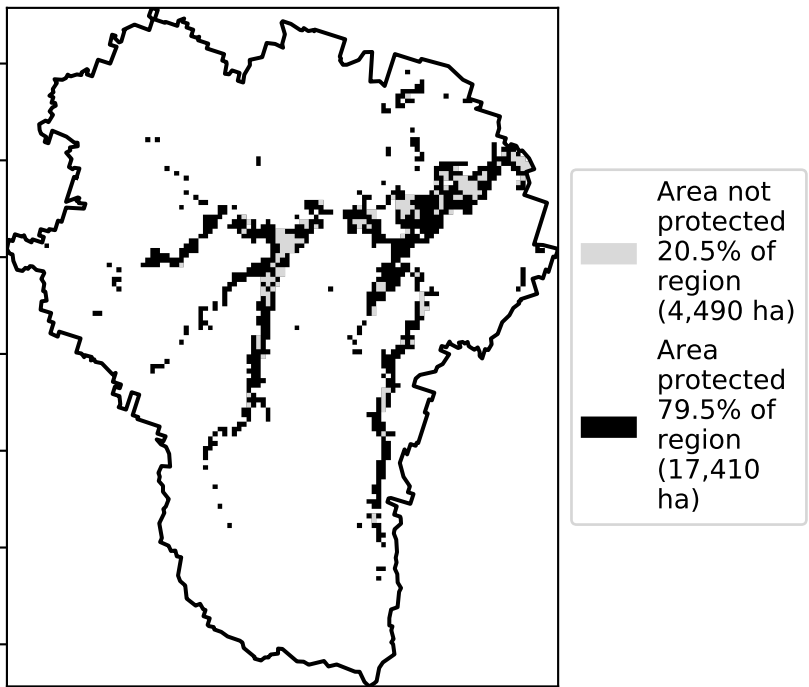 Area not
protected
20.5% of
region
(4,490 ha)
Area
protected
79.5% of
region
(17,410
ha)